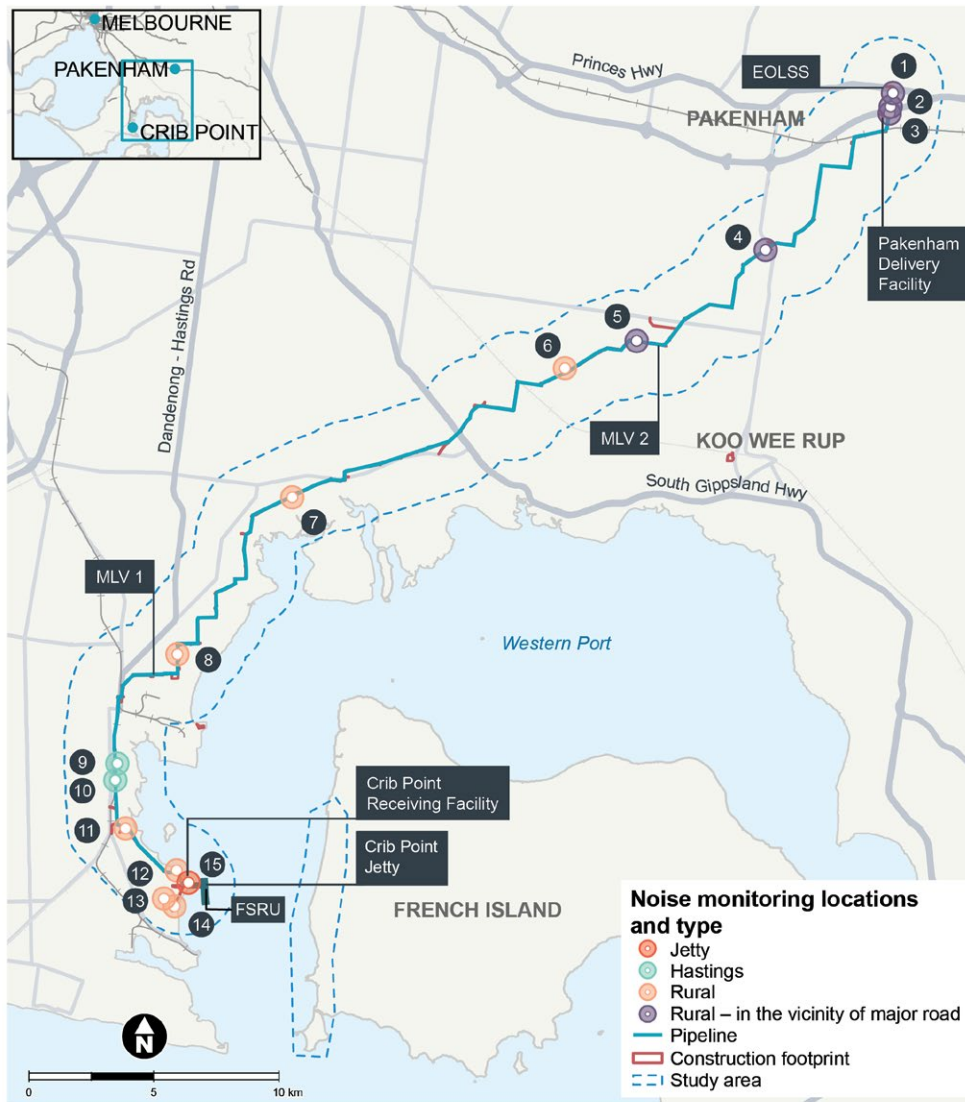 MELBOURNE
PAKENHAM
CRIB POINT
Princes Hwy
EOLSS
PAKENHAM
1
2
3
4
Pakenham
Delivery
Facility
5
6
MLV 2
KOO WEE RUP
South Gippsland Hwy
Dandenong - Hastings Rd
7
MLV 1
8
Western Port
9
10
11
12
13
Crib Point
Receiving Facility
Crib Point
Jetty
15
FSRU
14
FRENCH ISLAND
Noise monitoring locations
and type
Jetty
Hastings
Rural
Rural – in the vicinity of major road
Pipeline
Construction footprint
Study area
N
0
5
10 km